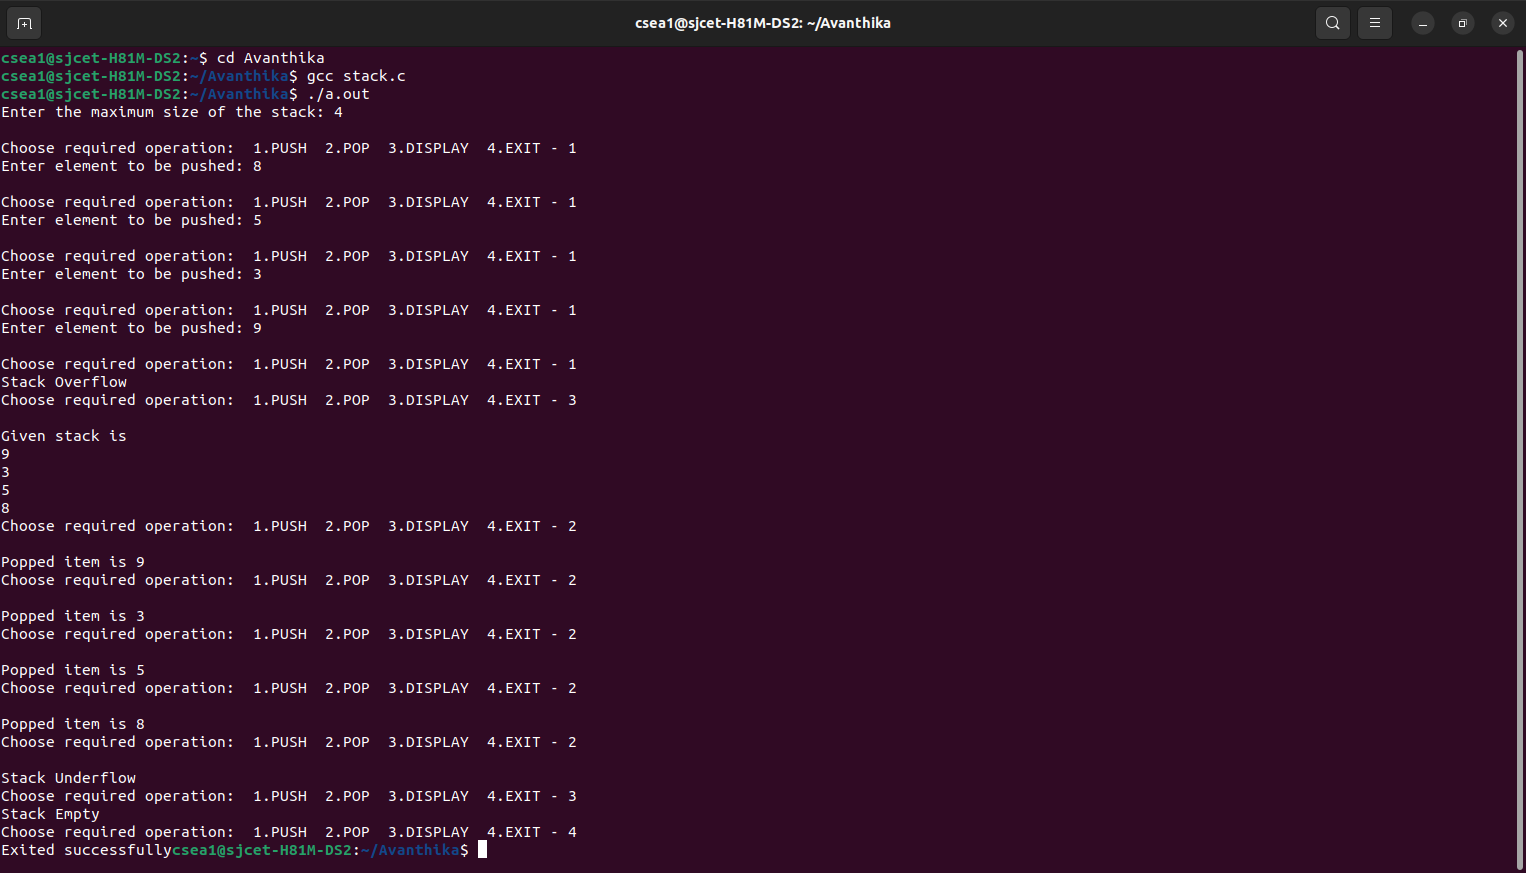 csea1@sjcet-H81M-DS2: ~/Avanthika
csea1@sjcet-H81M-DS2:~$ cd Avanthika
csea1@sjcet-H81M-DS2:~/Avanthika$ gcc stack.c
csea1@sjcet-H81M-DS2:~/Avanthika$ ./a.out
Enter the maximum size of the stack: 4
Choose required operation:  1.PUSH  2.POP  3.DISPLAY  4.EXIT - 1
Enter element to be pushed: 8
Choose required operation:  1.PUSH  2.POP  3.DISPLAY  4.EXIT - 1
Enter element to be pushed: 5
Choose required operation:  1.PUSH  2.POP  3.DISPLAY  4.EXIT - 1
Enter element to be pushed: 3
Choose required operation:  1.PUSH  2.POP  3.DISPLAY  4.EXIT - 1
Enter element to be pushed: 9
Choose required operation:  1.PUSH  2.POP  3.DISPLAY  4.EXIT - 1
Stack Overflow
Choose required operation:  1.PUSH  2.POP  3.DISPLAY  4.EXIT - 3
Given stack is
9
3
5
8
Choose required operation:  1.PUSH  2.POP  3.DISPLAY  4.EXIT - 2
Popped item is 9
Choose required operation:  1.PUSH  2.POP  3.DISPLAY  4.EXIT - 2
Popped item is 3
Choose required operation:  1.PUSH  2.POP  3.DISPLAY  4.EXIT - 2
Popped item is 5
Choose required operation:  1.PUSH  2.POP  3.DISPLAY  4.EXIT - 2
Popped item is 8
Choose required operation:  1.PUSH  2.POP  3.DISPLAY  4.EXIT - 2
Stack Underflow
Choose required operation:  1.PUSH  2.POP  3.DISPLAY  4.EXIT - 3
Stack Empty
Choose required operation:  1.PUSH  2.POP  3.DISPLAY  4.EXIT - 4
Exited successfullycsea1@sjcet-H81M-DS2:~/Avanthika$